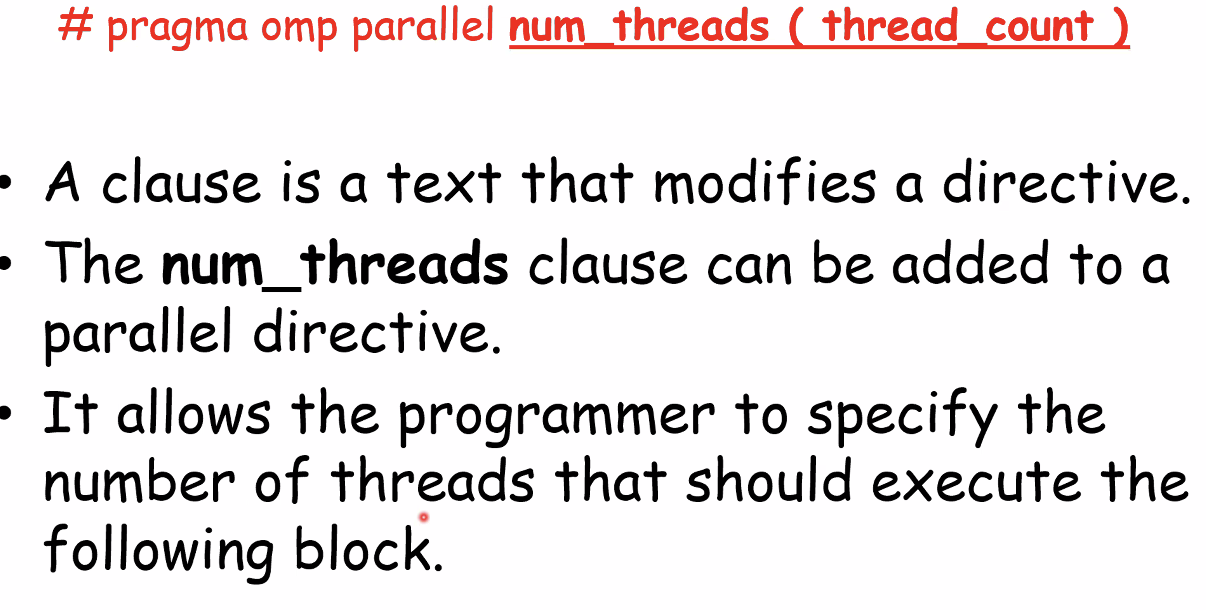 # pragma omp parallel num_threads ( thread_count )
• A clause is a text that modifies a directive.
• The num_threads clause can be added to a
parallel directive.
• It allows the programmer to specify the
number of threads that should execute the
following block.